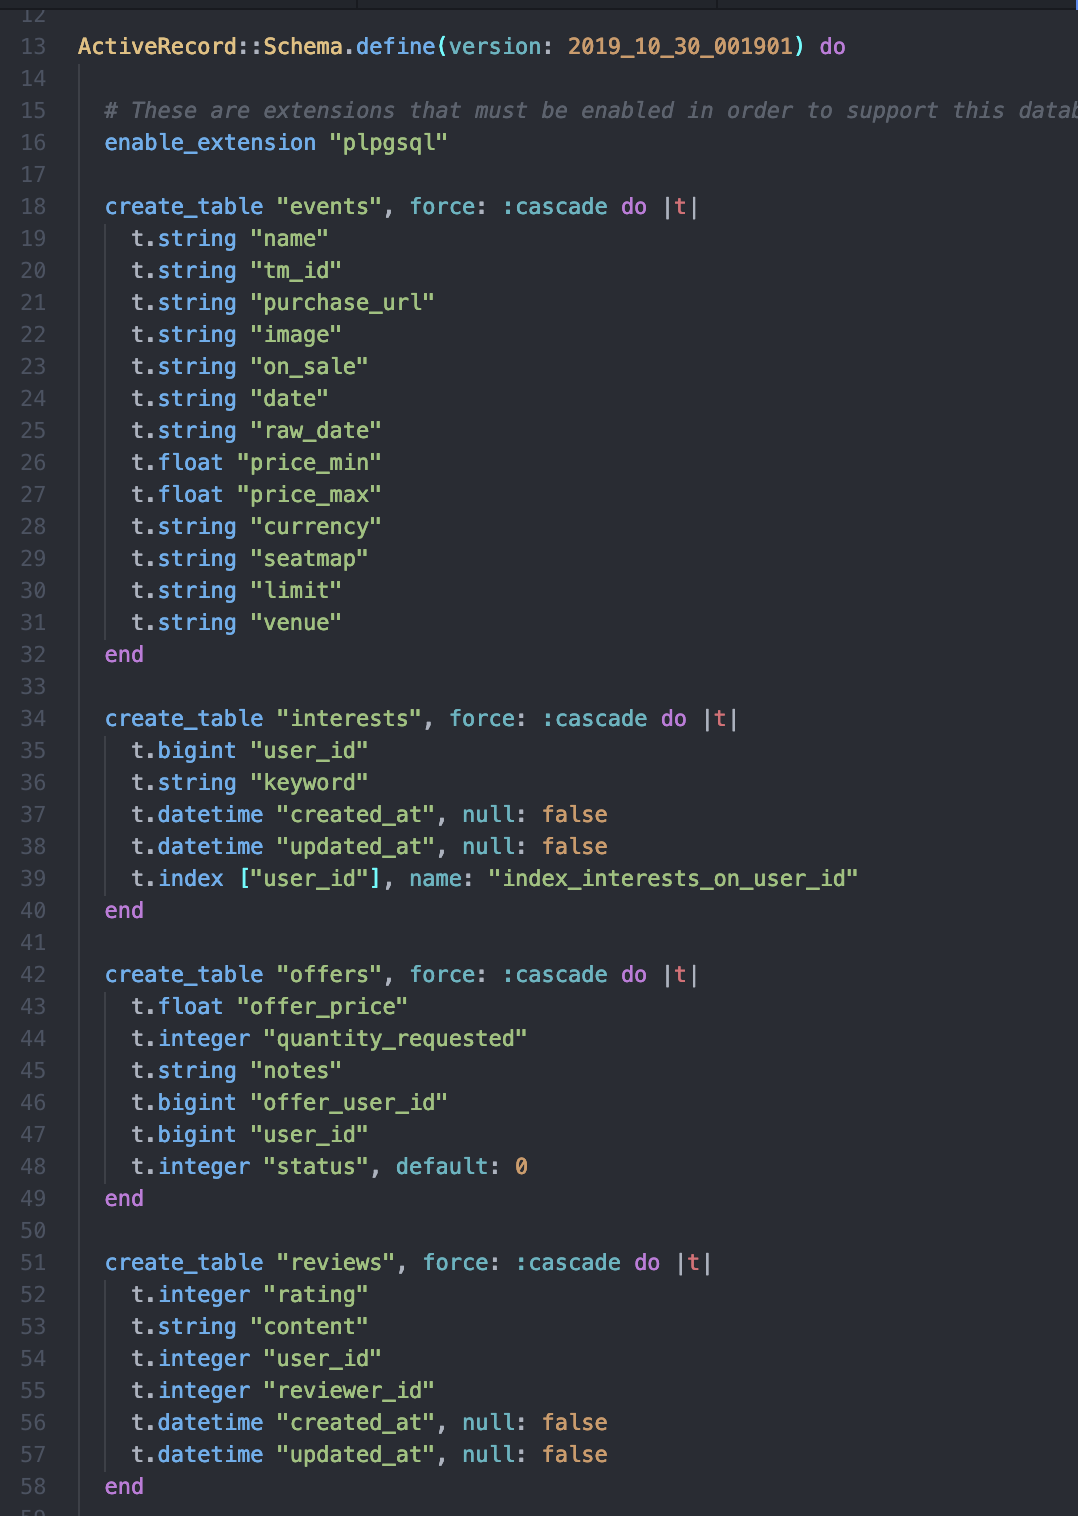 12
13 ActiveRecord::Schema.define(version: 2019_10_30_001901) do
14
15 # These are extensions that must be enabled in order to support this datab
16 enable_extension "plpgsql"
17
18 create_table "events", force: :cascade do |t|
19 t.string "name"
20 t.string "tm_id"
21 t.string "purchase_url"
22 t.string "image"
23 t.string "on_sale"
24 t.string "date"
25 t.string "raw_date"
26 t.float "price_min"
27 t.float "price_max"
28 t.string "currency"
29 t.string "seatmap"
30 t.string "limit"
31 t.string "venue"
32 end
33
34 create_table "interests", force: :cascade do |t|
35 t.bigint "user_id"
36 t.string "keyword"
37 t.datetime "created_at", null: false
38 t.datetime "updated_at", null: false
39 t.index ["user_id"], name: "index_interests_on_user_id"
40 end
41
42 create_table "offers", force: :cascade do |t|
43 t.float "offer_price"
44 t.integer "quantity_requested"
45 t.string "notes"
46 t.bigint "offer_user_id"
47 t.bigint "user_id"
48 t.integer "status", default: 0
49 end
50
51 create_table "reviews", force: :cascade do |t|
52 t.integer "rating"
53 t.string "content"
54 t.integer "user_id"
55 t.integer "reviewer_id"
56 t.datetime "created_at", null: false
57 t.datetime "updated_at", null: false
58 end
59